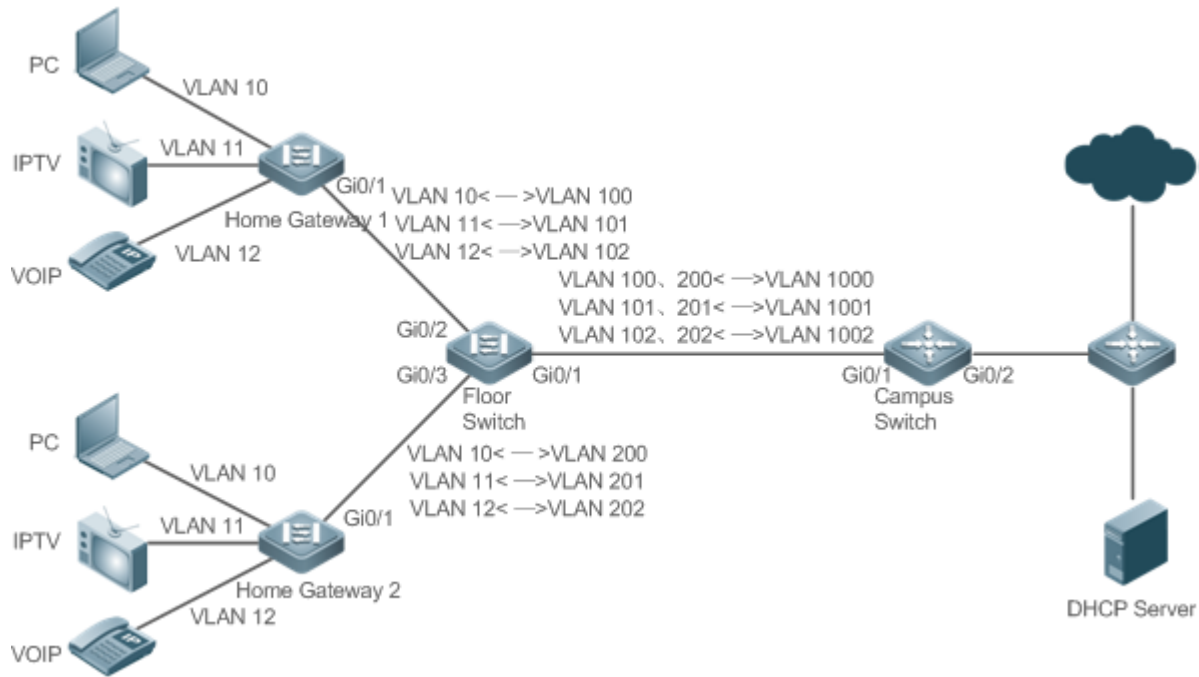 PC
VLAN 10
IPTV
VLAN 11
Gi0/1
Home Gateway 1
VOIP
VLAN 12
VLAN 10< — >VLAN 100
VLAN 11< —>VLAN 101
VLAN 12< —>VLAN 102
VLAN 100、200< —>VLAN 1000
VLAN 101、201< —>VLAN 1001
VLAN 102、202< —>VLAN 1002
Gi0/2
Gi0/3
Gi0/1
Floor
Switch
Gi0/1
Gi0/2
Campus
Switch
VLAN 10< — >VLAN 200
VLAN 11< —>VLAN 201
VLAN 12< —>VLAN 202
PC
VLAN 10
IPTV
VLAN 11
Gi0/1
Home Gateway 2
VLAN 12
VOIP
IP
IP
DHCP Server